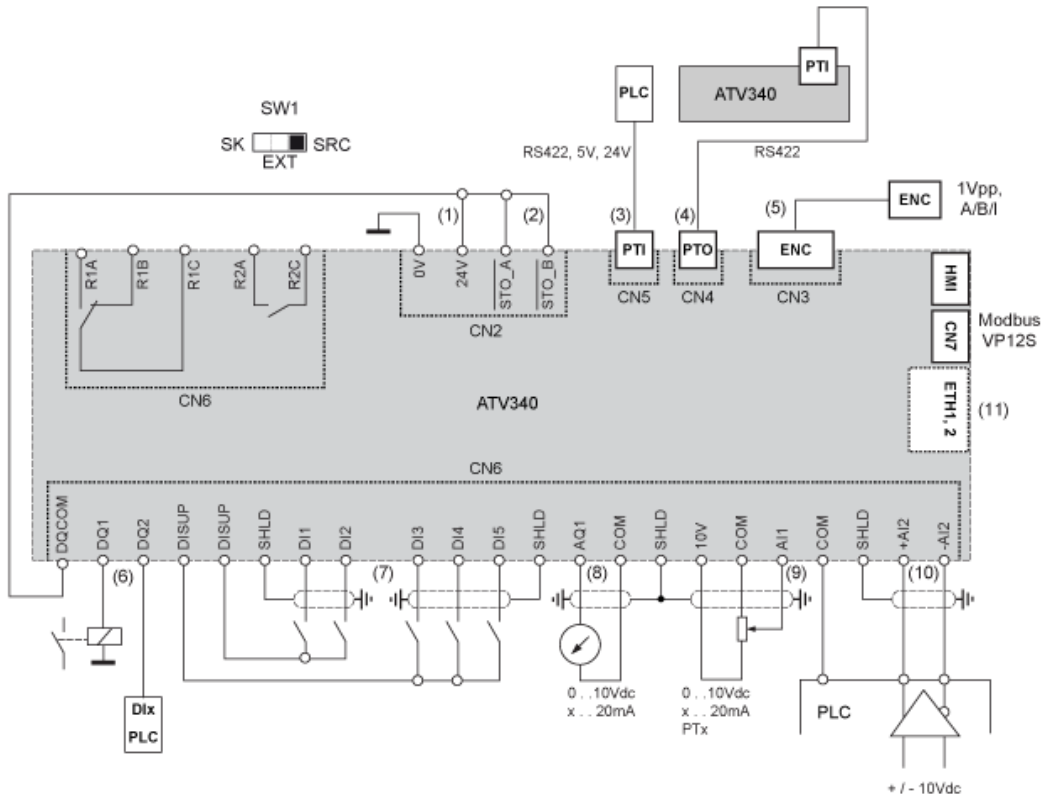 PTI
PLC
ATV340
SW1
SK SRC
EXT
RS422, 5V, 24V
RS422
ENC
1Vpp,
A/B/I
(1)
(2)
(3)
(4)
(5)
R1A
R1B
R1C
R2A
R2C
0V
24V
STO_A
STO_B
PTI
PTO
ENC
HMI
CN5
CN4
CN3
CN2
CN7
Modbus
VP12S
CN6
ATV340
ETH1, 2
(11)
CN6
DQCOM
DQ1
DQ2
DISUP
DISUP
SHLD
DI1
DI2
DI3
DI4
DI5
SHLD
AQ1
COM
SHLD
10V
COM
AI1
COM
SHLD
+AI2
-AI2
(6)
(7)
(8)
(9)
(10)
DIx
PLC
0 . . 10Vdc
x . . 20mA
0 . . 10Vdc
x . . 20mA
PTx
PLC
+ / - 10Vdc